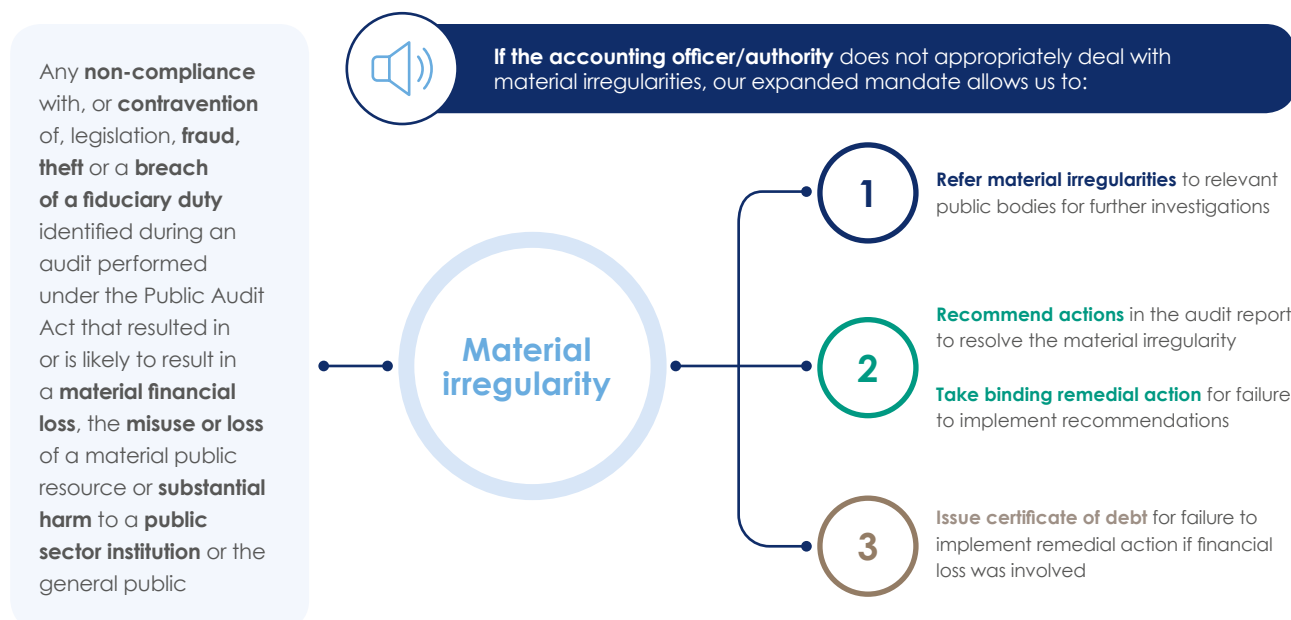 Any non-compliance
with, or contravention
of, legislation, fraud,
theft or a breach
of a fiduciary duty
identified during an
audit performed
under the Public Audit
Act that resulted in
or is likely to result in
a material financial
loss, the misuse or loss
of a material public
resource or substantial
harm to a public
sector institution or the
general public
If the accounting officer/authority does not appropriately deal with
material irregularities, our expanded mandate allows us to:
Material
irregularity
1
Refer material irregularities to relevant
public bodies for further investigations
2
Recommend actions in the audit report
to resolve the material irregularity
Take binding remedial action for failure
to implement recommendations
3
Issue certificate of debt for failure to
implement remedial action if financial
loss was involved